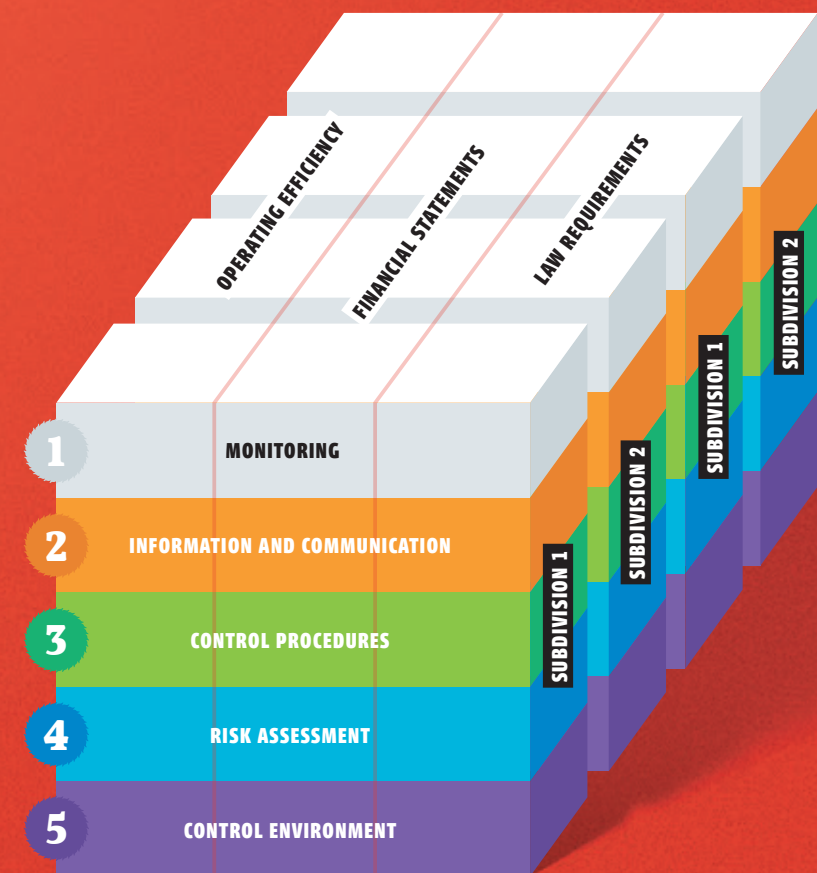 OPERATING EFFICIENCY
FINANCIAL STATEMENTS
LAW REQUIREMENTS
1
MONITORING
2
INFORMATION AND COMMUNICATION
3
CONTROL PROCEDURES
4
RISK ASSESSMENT
5
CONTROL ENVIRONMENT
SUBDIVISION 1
SUBDIVISION 2
SUBDIVISION 1
SUBDIVISION 2